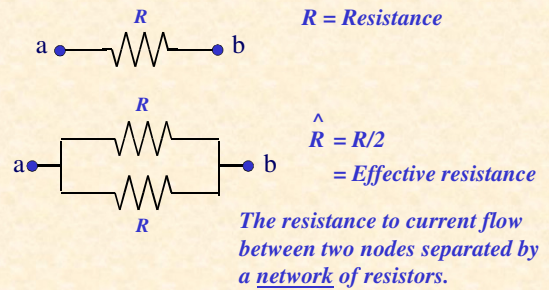 R
R = Resistance
a
b
R
a
b
R
^
R = R/2
= Effective resistance
The resistance to current flow
between two nodes separated by
a network of resistors.